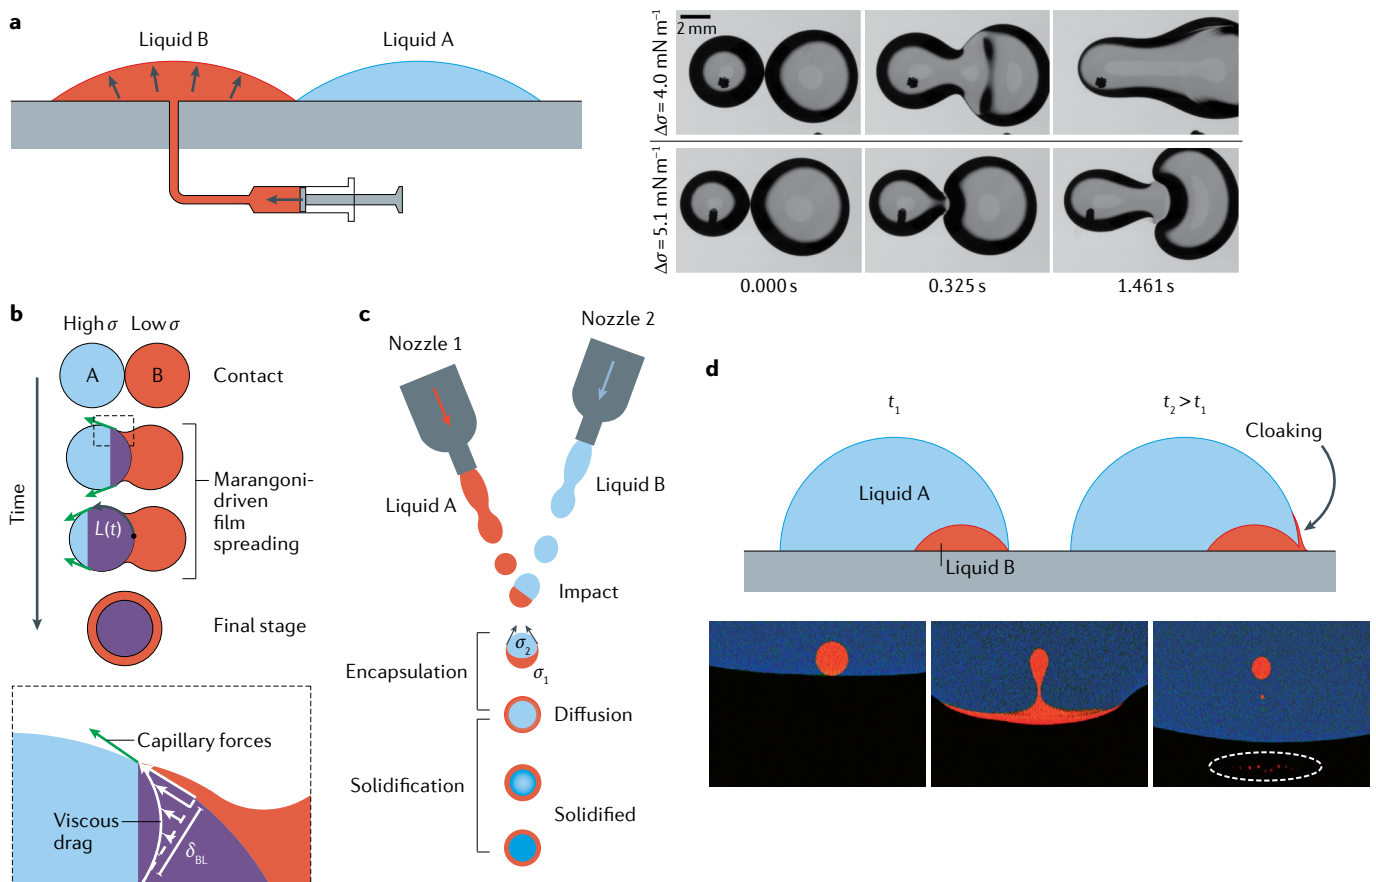 a
Liquid B
Liquid A
Δσ = 4.0 mN m⁻¹
2 mm
Δσ = 5.1 mN m⁻¹
0.000 s
0.325 s
1.461 s
b
High σ
Low σ
A
B
Contact
Time
L(t)
Marangoni-
driven
film
spreading
Final stage
Capillary forces
Viscous
drag
δBL
c
Nozzle 1
Nozzle 2
Liquid A
Liquid B
Impact
Encapsulation
σ2
σ1
Diffusion
Solidification
Solidified
d
t1
t2 > t1
Cloaking
Liquid A
Liquid B